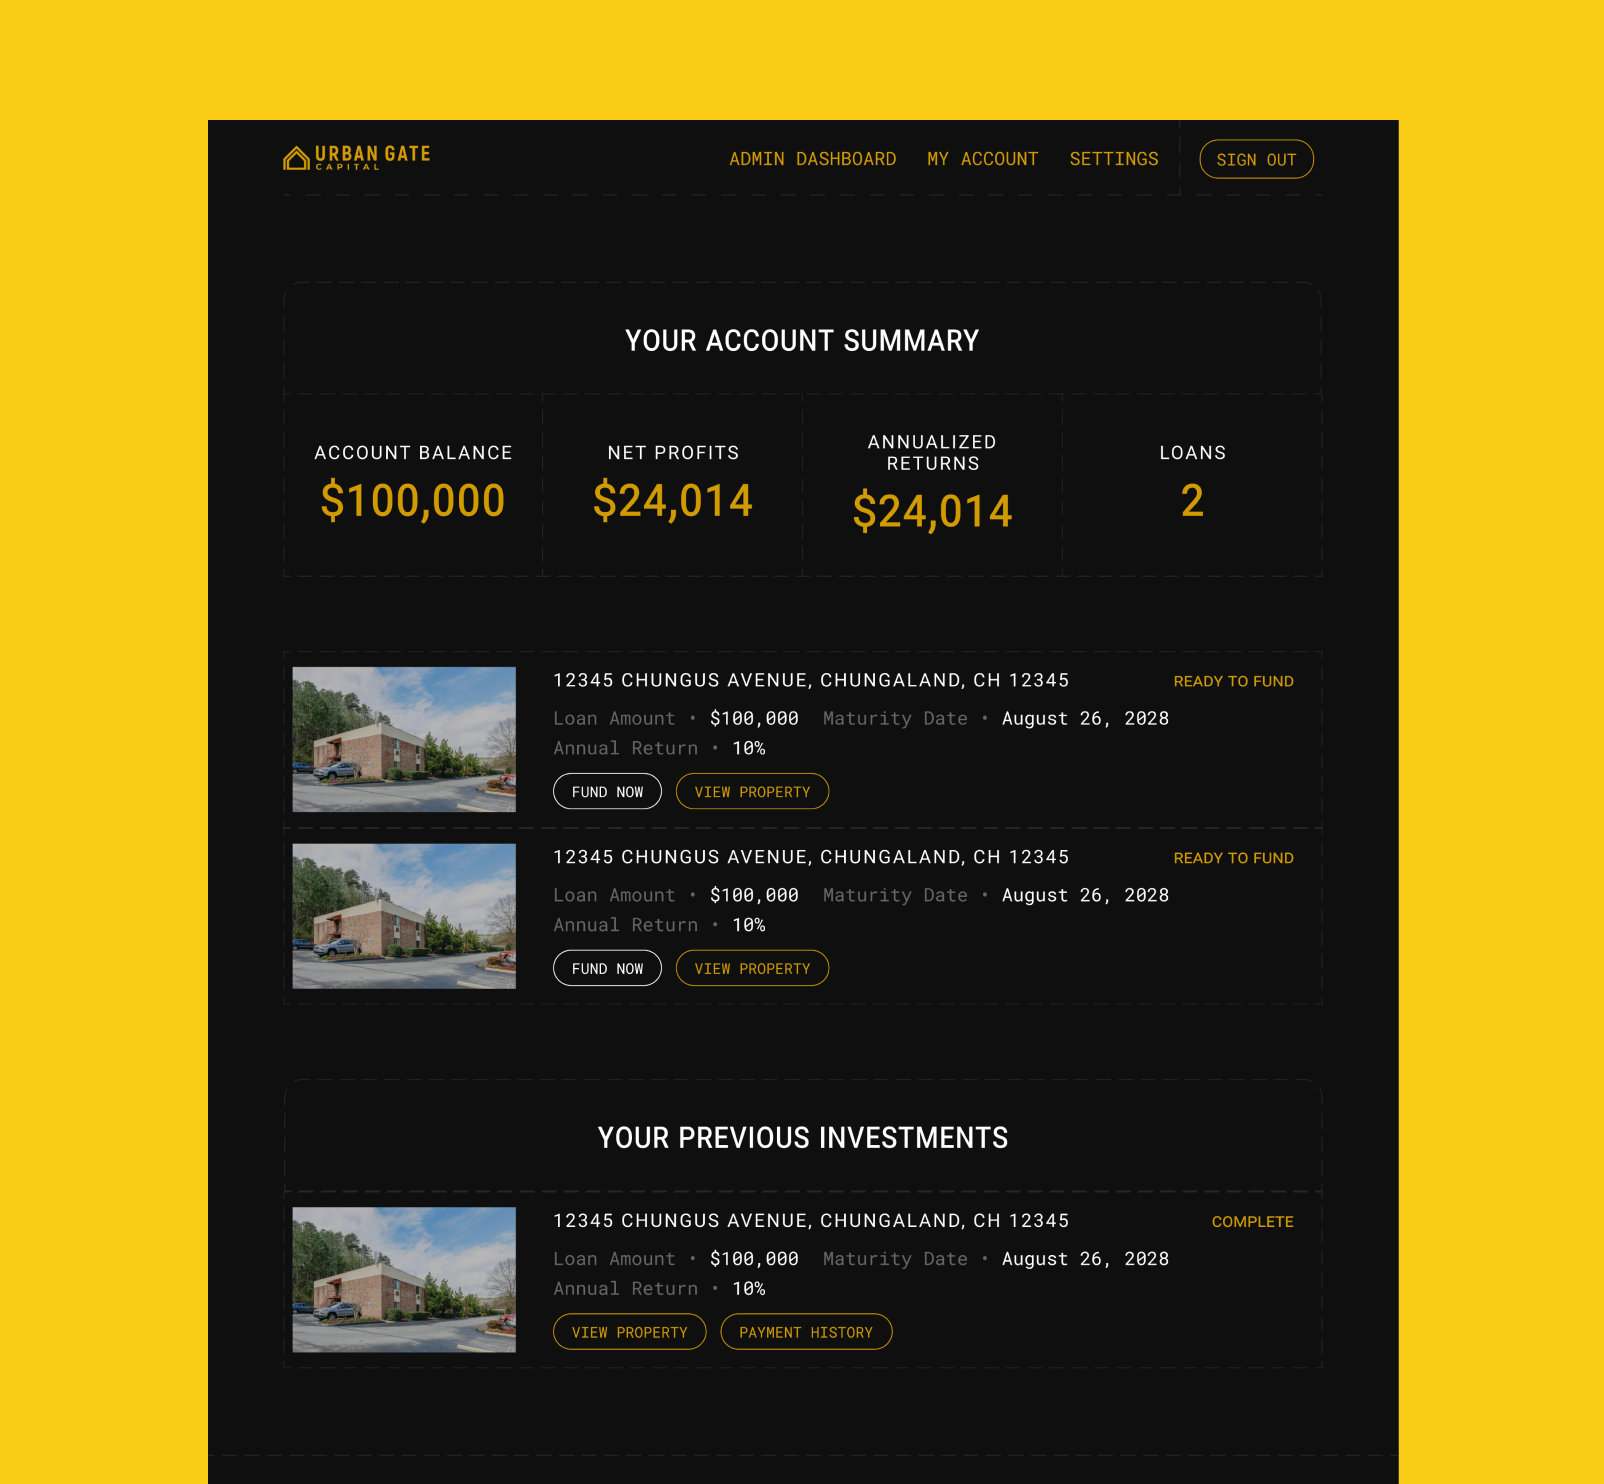 URBAN GATE
CAPITAL
ADMIN DASHBOARD MY ACCOUNT SETTINGS SIGN OUT
YOUR ACCOUNT SUMMARY
ACCOUNT BALANCE
$100,000
NET PROFITS
$24,014
ANNUALIZED
RETURNS
$24,014
LOANS
2
12345 CHUNGUS AVENUE, CHUNGALAND, CH 12345 READY TO FUND
Loan Amount • $100,000 Maturity Date • August 26, 2028
Annual Return • 10%
FUND NOW VIEW PROPERTY
12345 CHUNGUS AVENUE, CHUNGALAND, CH 12345 READY TO FUND
Loan Amount • $100,000 Maturity Date • August 26, 2028
Annual Return • 10%
FUND NOW VIEW PROPERTY
YOUR PREVIOUS INVESTMENTS
12345 CHUNGUS AVENUE, CHUNGALAND, CH 12345 COMPLETE
Loan Amount • $100,000 Maturity Date • August 26, 2028
Annual Return • 10%
VIEW PROPERTY PAYMENT HISTORY